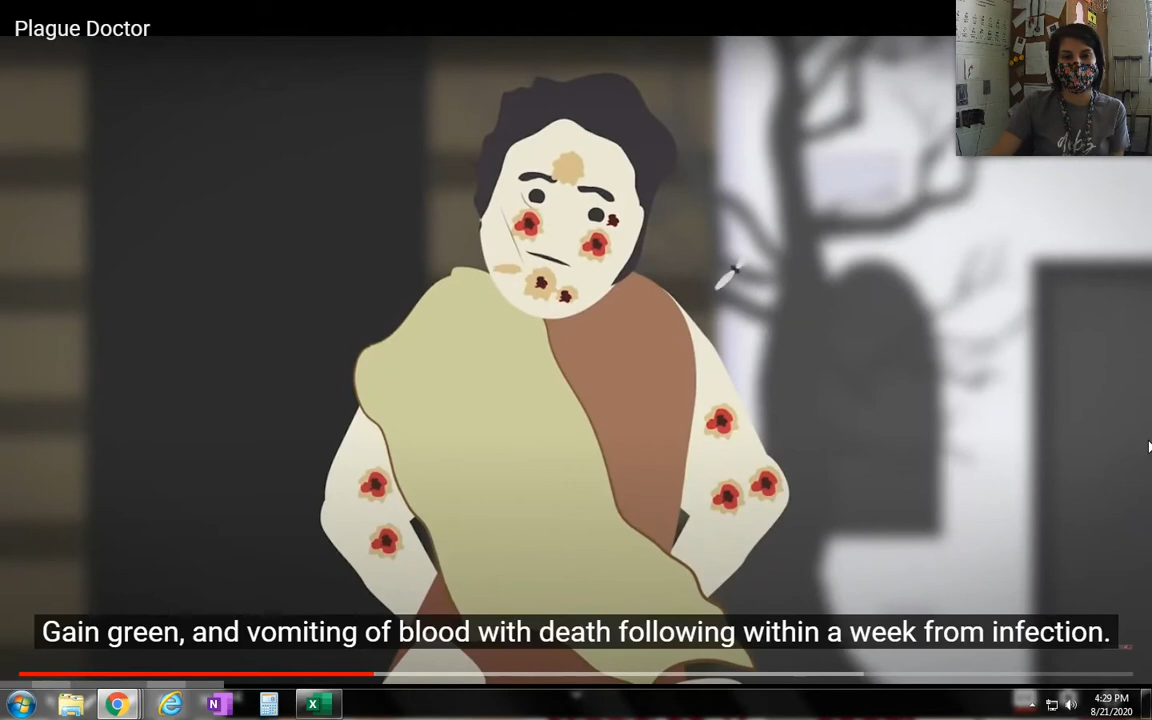 Plague Doctor
Gain green, and vomiting of blood with death following within a week from infection.
4:29 PM
8/21/2020